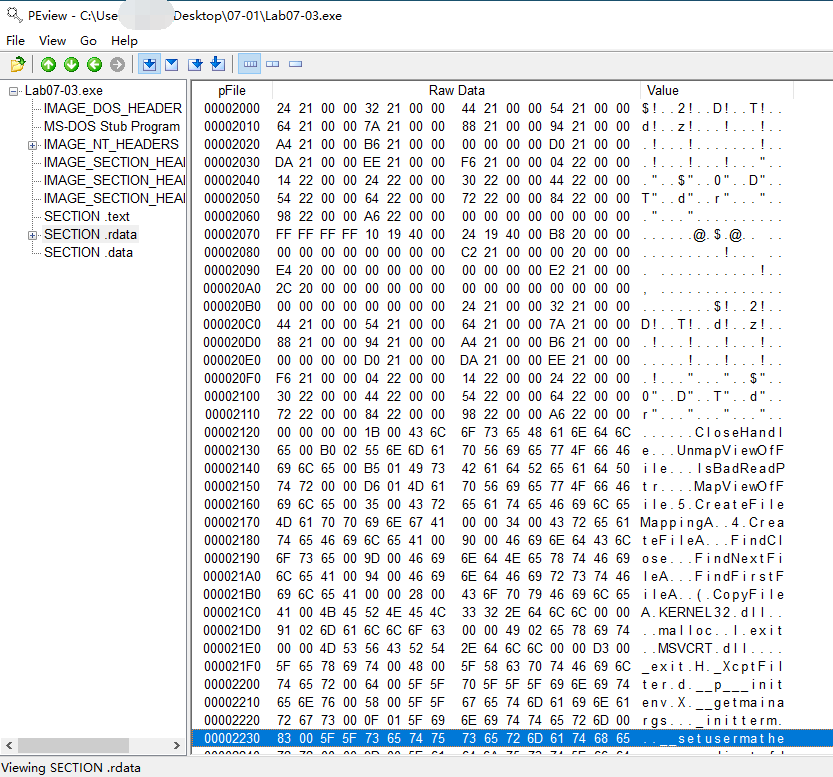 PEview - C:\Use Desktop\07-01\Lab07-03.exe
File View Go Help
Lab07-03.exe
IMAGE_DOS_HEADER
MS-DOS Stub Program
IMAGE_NT_HEADERS
IMAGE_SECTION_HEAI
IMAGE_SECTION_HEAI
IMAGE_SECTION_HEAI
SECTION .text
SECTION .rdata
SECTION .data
pFile Raw Data Value
00002000 24 21 00 00 32 21 00 00 44 21 00 00 54 21 00 00 $!..2!..D!..T!..
00002010 64 21 00 00 7A 21 00 00 88 21 00 00 94 21 00 00 d!..z!...!...!..
00002020 A4 21 00 00 B6 21 00 00 00 00 00 00 D0 21 00 00 .!...!.......!..
00002030 DA 21 00 00 EE 21 00 00 F6 21 00 00 04 22 00 00 .!...!...!..."..
00002040 14 22 00 00 24 22 00 00 30 22 00 00 44 22 00 00 ."..$"..0"..D"..
00002050 54 22 00 00 64 22 00 00 72 22 00 00 84 22 00 00 T"..d"..r"..."..
00002060 98 22 00 00 A6 22 00 00 00 00 00 00 00 00 00 00 ."..."..........
00002070 FF FF FF FF 10 19 40 00 24 19 40 00 B8 20 00 00 ......@.$.@.. ..
00002080 00 00 00 00 00 00 00 00 C2 21 00 00 00 20 00 00 .........!... ..
00002090 E4 20 00 00 00 00 00 00 00 00 00 00 E2 21 00 00 . ...........!..
000020A0 2C 20 00 00 00 00 00 00 00 00 00 00 00 00 00 00 , ..............
000020B0 00 00 00 00 00 00 00 00 24 21 00 00 32 21 00 00 ........$!..2!..
000020C0 44 21 00 00 54 21 00 00 64 21 00 00 7A 21 00 00 D!..T!..d!..z!..
000020D0 88 21 00 00 94 21 00 00 A4 21 00 00 B6 21 00 00 .!...!...!...!..
000020E0 00 00 00 00 D0 21 00 00 DA 21 00 00 EE 21 00 00 .....!...!...!..
000020F0 F6 21 00 00 04 22 00 00 14 22 00 00 24 22 00 00 .!..."..."..$"..
00002100 30 22 00 00 44 22 00 00 54 22 00 00 64 22 00 00 0"..D"..T"..d"..
00002110 72 22 00 00 84 22 00 00 98 22 00 00 A6 22 00 00 r"..."..."..."..
00002120 00 00 00 00 1B 00 43 6C 6F 73 65 48 61 6E 64 6C ......CloseHandl
00002130 65 00 B0 02 55 6E 6D 61 70 56 69 65 77 4F 66 46 e...UnmapViewOfF
00002140 69 6C 65 00 B5 01 49 73 42 61 64 52 65 61 64 50 ile...IsBadReadP
00002150 74 72 00 00 D6 01 4D 61 70 56 69 65 77 4F 66 46 tr....MapViewOfF
00002160 69 6C 65 00 35 00 43 72 65 61 74 65 46 69 6C 65 ile.5.CreateFile
00002170 4D 61 70 70 69 6E 67 41 00 00 34 00 43 72 65 61 MappingA..4.Crea
00002180 74 65 46 69 6C 65 41 00 90 00 46 69 6E 64 43 6C teFileA...FindCl
00002190 6F 73 65 00 9D 00 46 69 6E 64 4E 65 78 74 46 69 ose...FindNextFi
000021A0 6C 65 41 00 94 00 46 69 6E 64 46 69 72 73 74 46 leA...FindFirstF
000021B0 69 6C 65 41 00 00 28 00 43 6F 70 79 46 69 6C 65 ileA..(.CopyFile
000021C0 41 00 4B 45 52 4E 45 4C 33 32 2E 64 6C 6C 00 00 A.KERNEL32.dll..
000021D0 91 02 6D 61 6C 6C 6F 63 00 00 49 02 65 78 69 74 ..malloc..I.exit
000021E0 00 00 4D 53 56 43 52 54 2E 64 6C 6C 00 00 D3 00 ..MSVCRT.dll....
000021F0 5F 65 78 69 74 00 48 00 5F 58 63 70 74 46 69 6C _exit.H._XcptFil
00002200 74 65 72 00 64 00 5F 5F 70 5F 5F 5F 69 6E 69 74 ter.d.__p___init
00002210 65 6E 76 00 58 00 5F 5F 67 65 74 6D 61 69 6E 61 env.X.__getmaina
00002220 72 67 73 00 0F 01 5F 69 6E 69 74 74 65 72 6D 00 rgs..._initterm.
00002230 83 00 5F 5F 73 65 74 75 73 65 72 6D 61 74 68 65 ..__setusermathe
Viewing SECTION .rdata